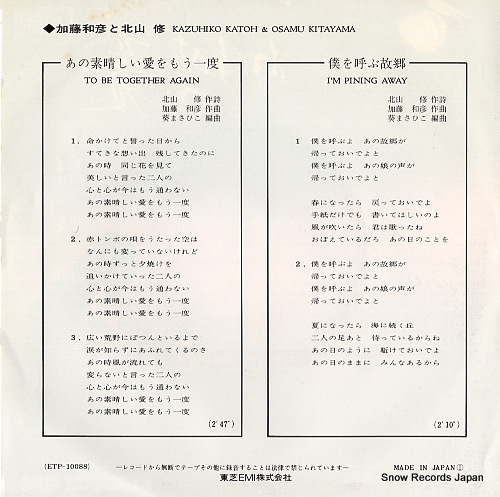 ◆加藤和彦と北山 修 KAZUHIKO KATOH & OSAMU KITAYAMA
あの素晴しい愛をもう一度
TO BE TOGETHER AGAIN
北山 修 作詩
加藤 和彦 作曲
葵まさひこ 編曲
1. 命かけてと誓った日から
すてきな想い出 残してきたのに
あの時 同じ花を見て
美しいと言った二人の
心と心が今はもう通わない
あの素晴しい愛をもう一度
あの素晴しい愛をもう一度
2. 赤トンボの唄をうたった空は
なんにも変っていないけれど
あの時ずっと夕焼けを
追いかけていった二人の
心と心が今はもう通わない
あの素晴しい愛をもう一度
あの素晴しい愛をもう一度
3. 広い荒野にぽつんといるよで
涙が知らずにあふれてくるのさ
あの時風が流れても
変らないと言った二人の
心と心が今はもう通わない
あの素晴しい愛をもう一度
あの素晴しい愛をもう一度
(2'47")
僕を呼ぶ故郷
I'M PINING AWAY
北山 修 作詩
加藤 和彦 作曲
葵まさひこ 編曲
1 僕を呼ぶよ あの故郷が
帰っておいでよと
僕を呼ぶよ あの娘の声が
帰っておいでよと
春になったら 戻っておいでよ
手紙だけでも 書いてほしいのよ
風が吹いたら 君は歌ったね
おぼえているだろ あの日のことを
2. 僕を呼ぶよ あの故郷が
帰っておいでよと
僕を呼ぶよ あの娘の声が
帰っておいでよと
夏になったら 海に続く丘
二人の足あと 待っているからね
あの日のように 駈けておいでよ
あの日のままに みんなあるから
(2'10")
(ETP-10088)
—レコードから無断でテープその他に録音することは法律で禁じられています—
MADE IN JAPAN ①
東芝EMI株式会社
Snow Records Japan